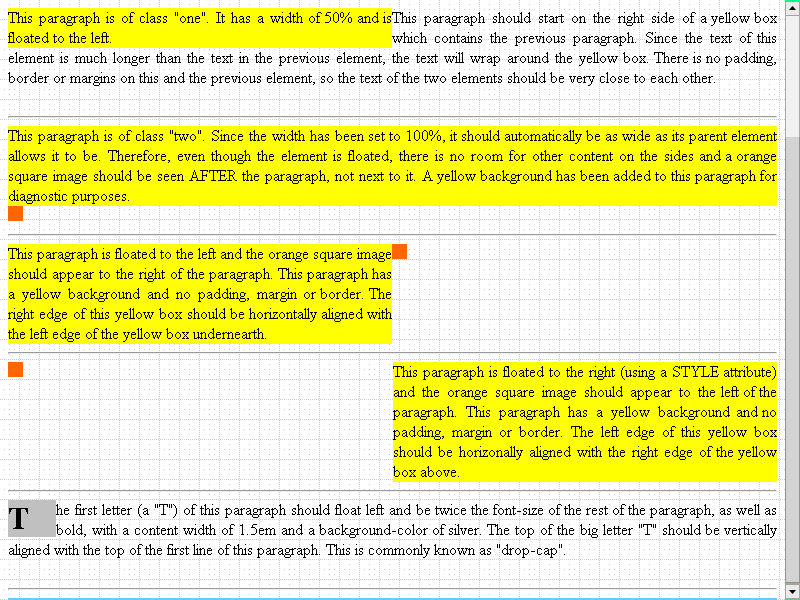 This paragraph is of class "one". It has a width of 50% and is
floated to the left.
This paragraph should start on the right side of a yellow box
which contains the previous paragraph. Since the text of this
element is much longer than the text in the previous element, the text will wrap around the yellow box. There is no padding,
border or margins on this and the previous element, so the text of the two elements should be very close to each other.
This paragraph is of class "two". Since the width has been set to 100%, it should automatically be as wide as its parent element
allows it to be. Therefore, even though the element is floated, there is no room for other content on the sides and a orange
square image should be seen AFTER the paragraph, not next to it. A yellow background has been added to this paragraph for
diagnostic purposes.
This paragraph is floated to the left and the orange square image
should appear to the right of the paragraph. This paragraph has
a yellow background and no padding, margin or border. The
right edge of this yellow box should be horizontally aligned with
the left edge of the yellow box undernearth.
This paragraph is floated to the right (using a STYLE attribute)
and the orange square image should appear to the left of the
paragraph. This paragraph has a yellow background and no
padding, margin or border. The left edge of this yellow box
should be horizonally aligned with the right edge of the yellow
box above.
The first letter (a "T") of this paragraph should float left and be twice the font-size of the rest of the paragraph, as well as
bold, with a content width of 1.5em and a background-color of silver. The top of the big letter "T" should be vertically
aligned with the top of the first line of this paragraph. This is commonly known as "drop-cap".